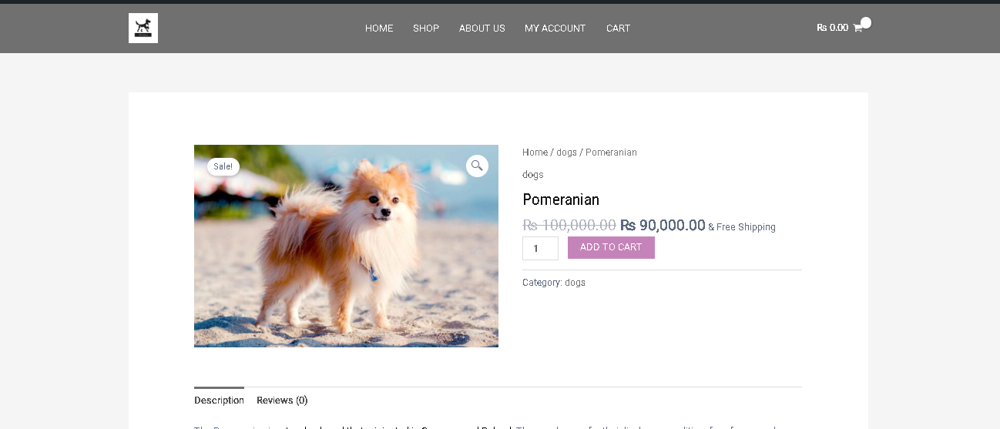 HOME SHOP ABOUT US MY ACCOUNT CART ₨ 0.00
Sale!
Home / dogs / Pomeranian
dogs
Pomeranian
₨ 100,000.00 ₨ 90,000.00 & Free Shipping
1 ADD TO CART
Category: dogs
Description Reviews (0)